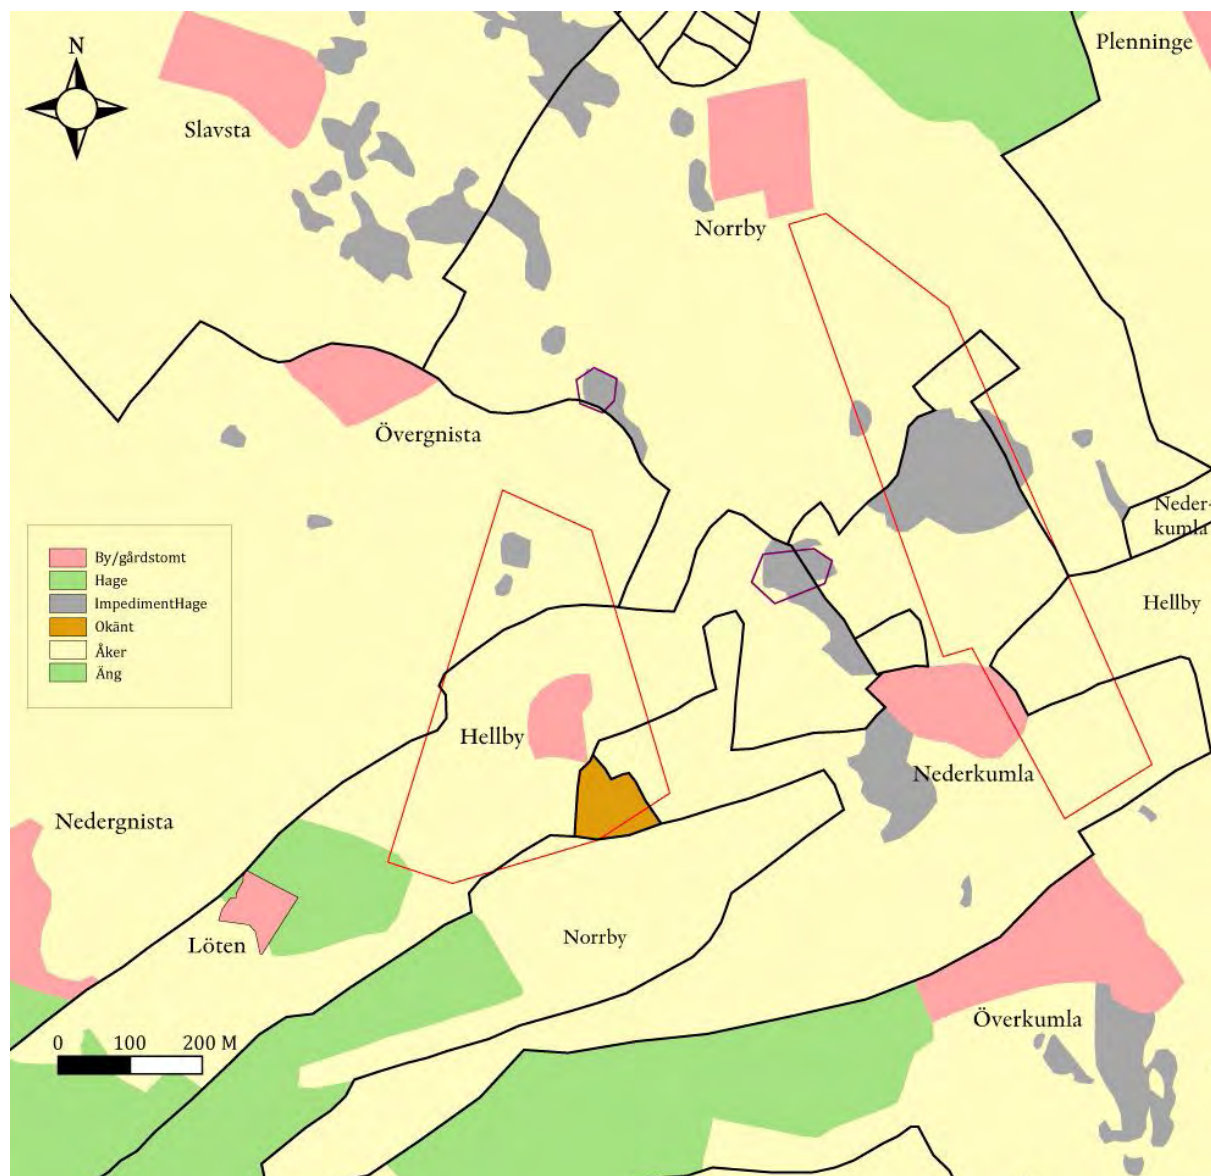 N
Plenninge
Slavsta
Norrby
Övergnista
Neder-
kumla
By/gårdstomt
Hage
ImpedimentHage
Okänt
Åker
Äng
Hellby
Hellby
Nederkumla
Nedergnista
Löten
Norrby
Överkumla
0 100 200 M